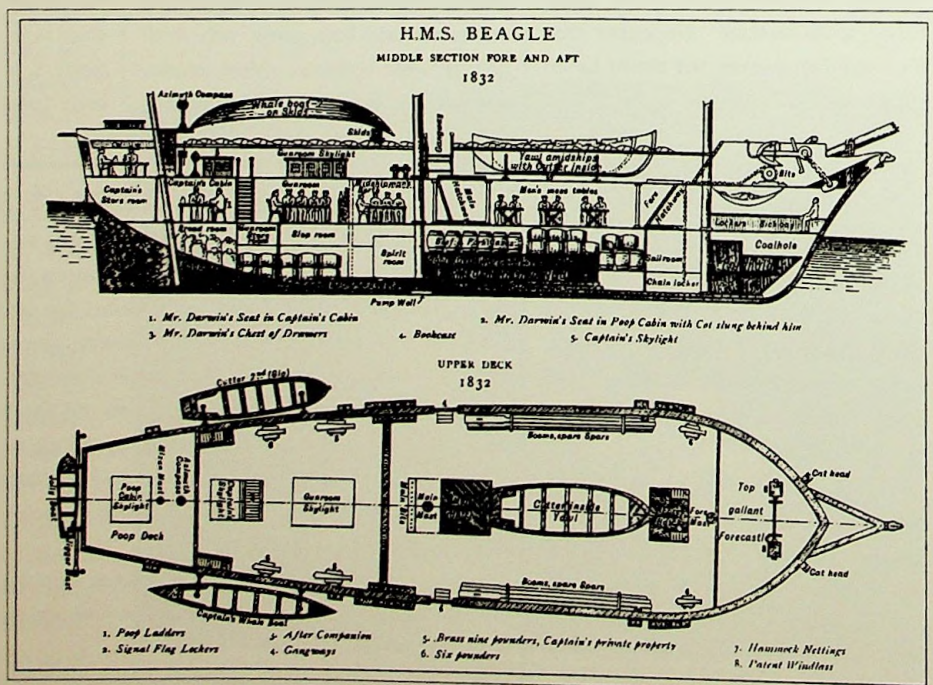 H.M.S. BEAGLE
MIDDLE SECTION FORE AND AFT
1832
Azimuth Compass
Whale boat
on Skids
Skids
Gangway
Gunroom Skylight
Yawl amidships
with Cutter inside
Bits
Captain's
Store room
Captain's Cabin
Gunroom
Main
Hatchway
Men's mess tables
Fore
Hatchway
Lockers
Sick bay
Bread room
Slop room
Spirit
room
Sailroom
Coalhole
Chain locker
Pump Well
1. Mr. Darwin's Seat in Captain's Cabin
2. Mr. Darwin's Seat in Poop Cabin with Cot slung behind him
3. Mr. Darwin's Chest of Drawers
4. Bookcase
5. Captain's Skylight
UPPER DECK
1832
Cutter 2nd (Gig)
Booms, spare Spars
Cat head
Jolly Boat
Poop
Cabin
Skylight
Mizen Mast
Azimuth
Compass
Captain's
Skylight
Gunroom
Skylight
Main Bits
Main
Mast
Cutter inside
Yawl
Fore
Mast
Top
gallant
Forecastle
Poop Deck
Cat head
Booms, spare Spars
Captain's Whale Boat
1. Poop Ladders
2. Signal Flag Lockers
3. After Companion
4. Gangways
5. Brass nine pounders, Captain's private property
6. Six pounders
7. Hammock Nettings
8. Patent Windlass